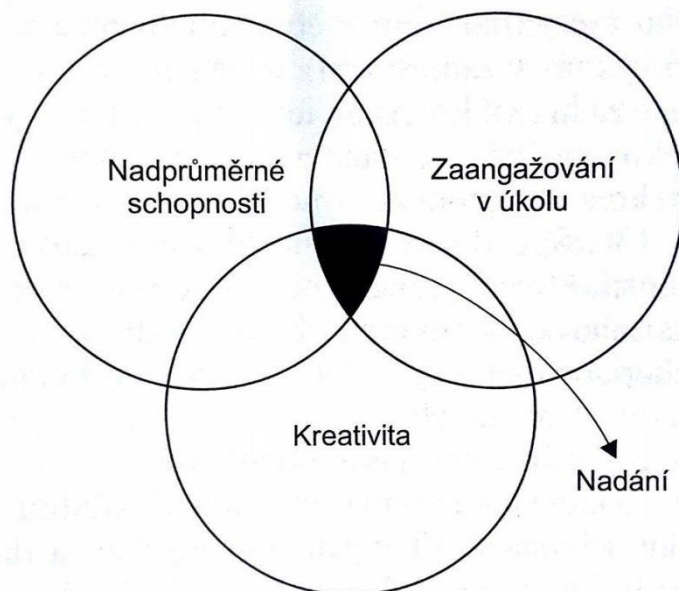 Nadprůměrné
schopnosti
Zaangažování
v úkolu
Kreativita
Nadání